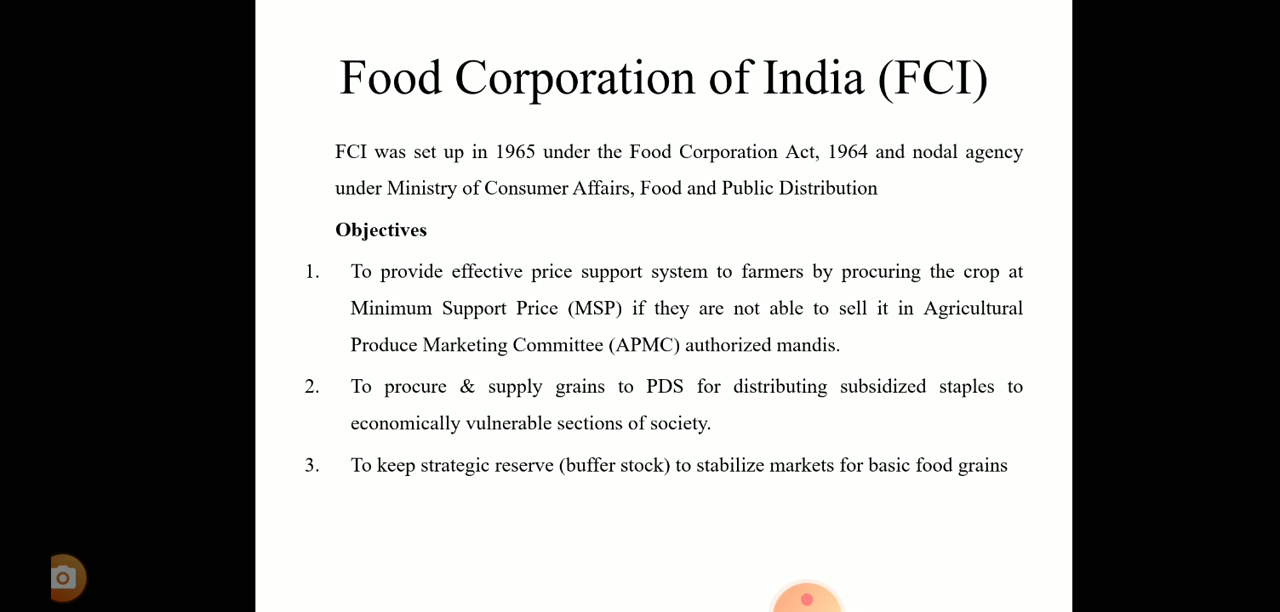 Food Corporation of India (FCI)
FCI was set up in 1965 under the Food Corporation Act, 1964 and nodal agency
under Ministry of Consumer Affairs, Food and Public Distribution
Objectives
1. To provide effective price support system to farmers by procuring the crop at
Minimum Support Price (MSP) if they are not able to sell it in Agricultural
Produce Marketing Committee (APMC) authorized mandis.
2. To procure & supply grains to PDS for distributing subsidized staples to
economically vulnerable sections of society.
3. To keep strategic reserve (buffer stock) to stabilize markets for basic food grains